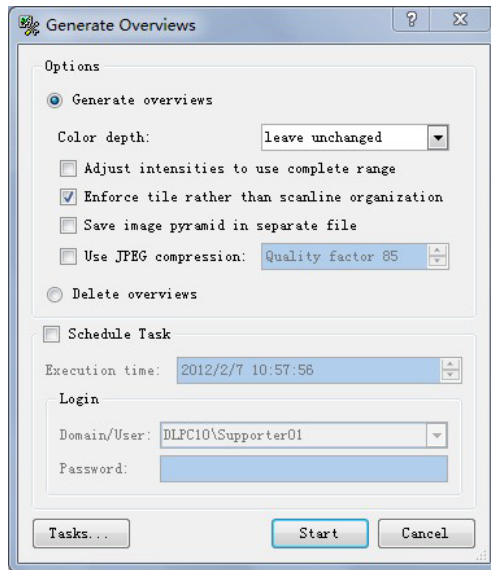 Generate Overviews
Options
Generate overviews
Color depth: leave unchanged
Adjust intensities to use complete range
Enforce tile rather than scanline organization
Save image pyramid in separate file
Use JPEG compression: Quality factor 85
Delete overviews
Schedule Task
Execution time: 2012/2/7 10:57:56
Login
Domain/User: DLPC10\Supporter01
Password:
Tasks... Start Cancel